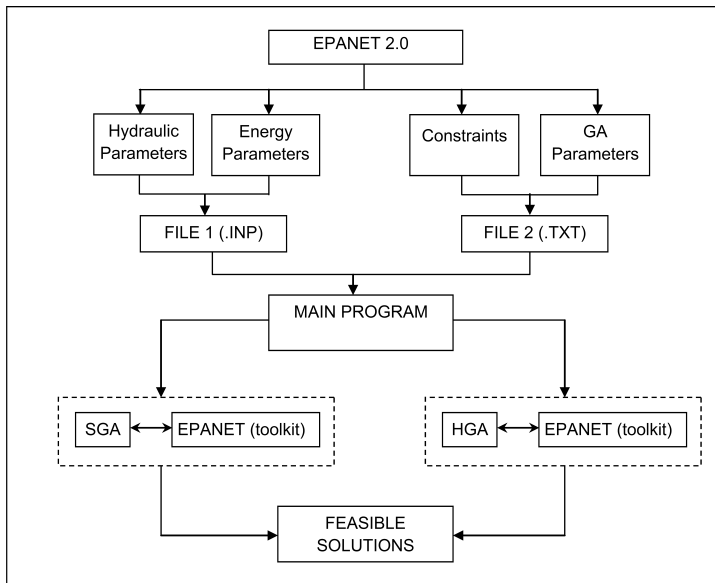 EPANET 2.0
Hydraulic
Parameters
Energy
Parameters
Constraints
GA
Parameters
FILE 1 (.INP)
FILE 2 (.TXT)
MAIN PROGRAM
SGA
EPANET (toolkit)
HGA
EPANET (toolkit)
FEASIBLE
SOLUTIONS